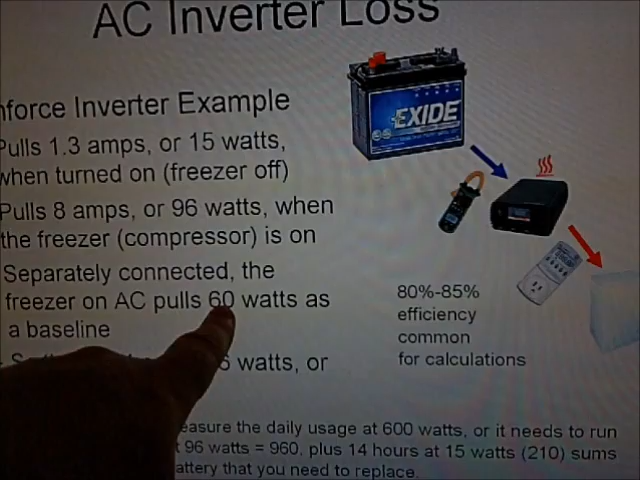 AC Inverter Loss
nforce Inverter Example
Pulls 1.3 amps, or 15 watts,
when turned on (freezer off)
Pulls 8 amps, or 96 watts, when
the freezer (compressor) is on
Separately connected, the
freezer on AC pulls 60 watts as
a baseline
watts, or
EXIDE
80%-85%
efficiency
common
for calculations
easure the daily usage at 600 watts, or it needs to run
t 96 watts = 960, plus 14 hours at 15 watts (210) sums
attery that you need to replace.